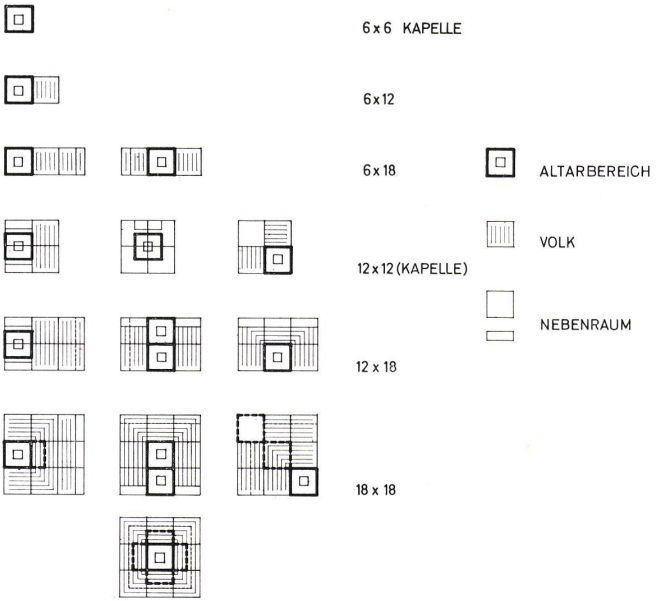 6 x 6 KAPELLE
6 x 12
6 x 18
12 x 12 (KAPELLE)
12 x 18
18 x 18
ALTARBEREICH
VOLK
NEBENRAUM